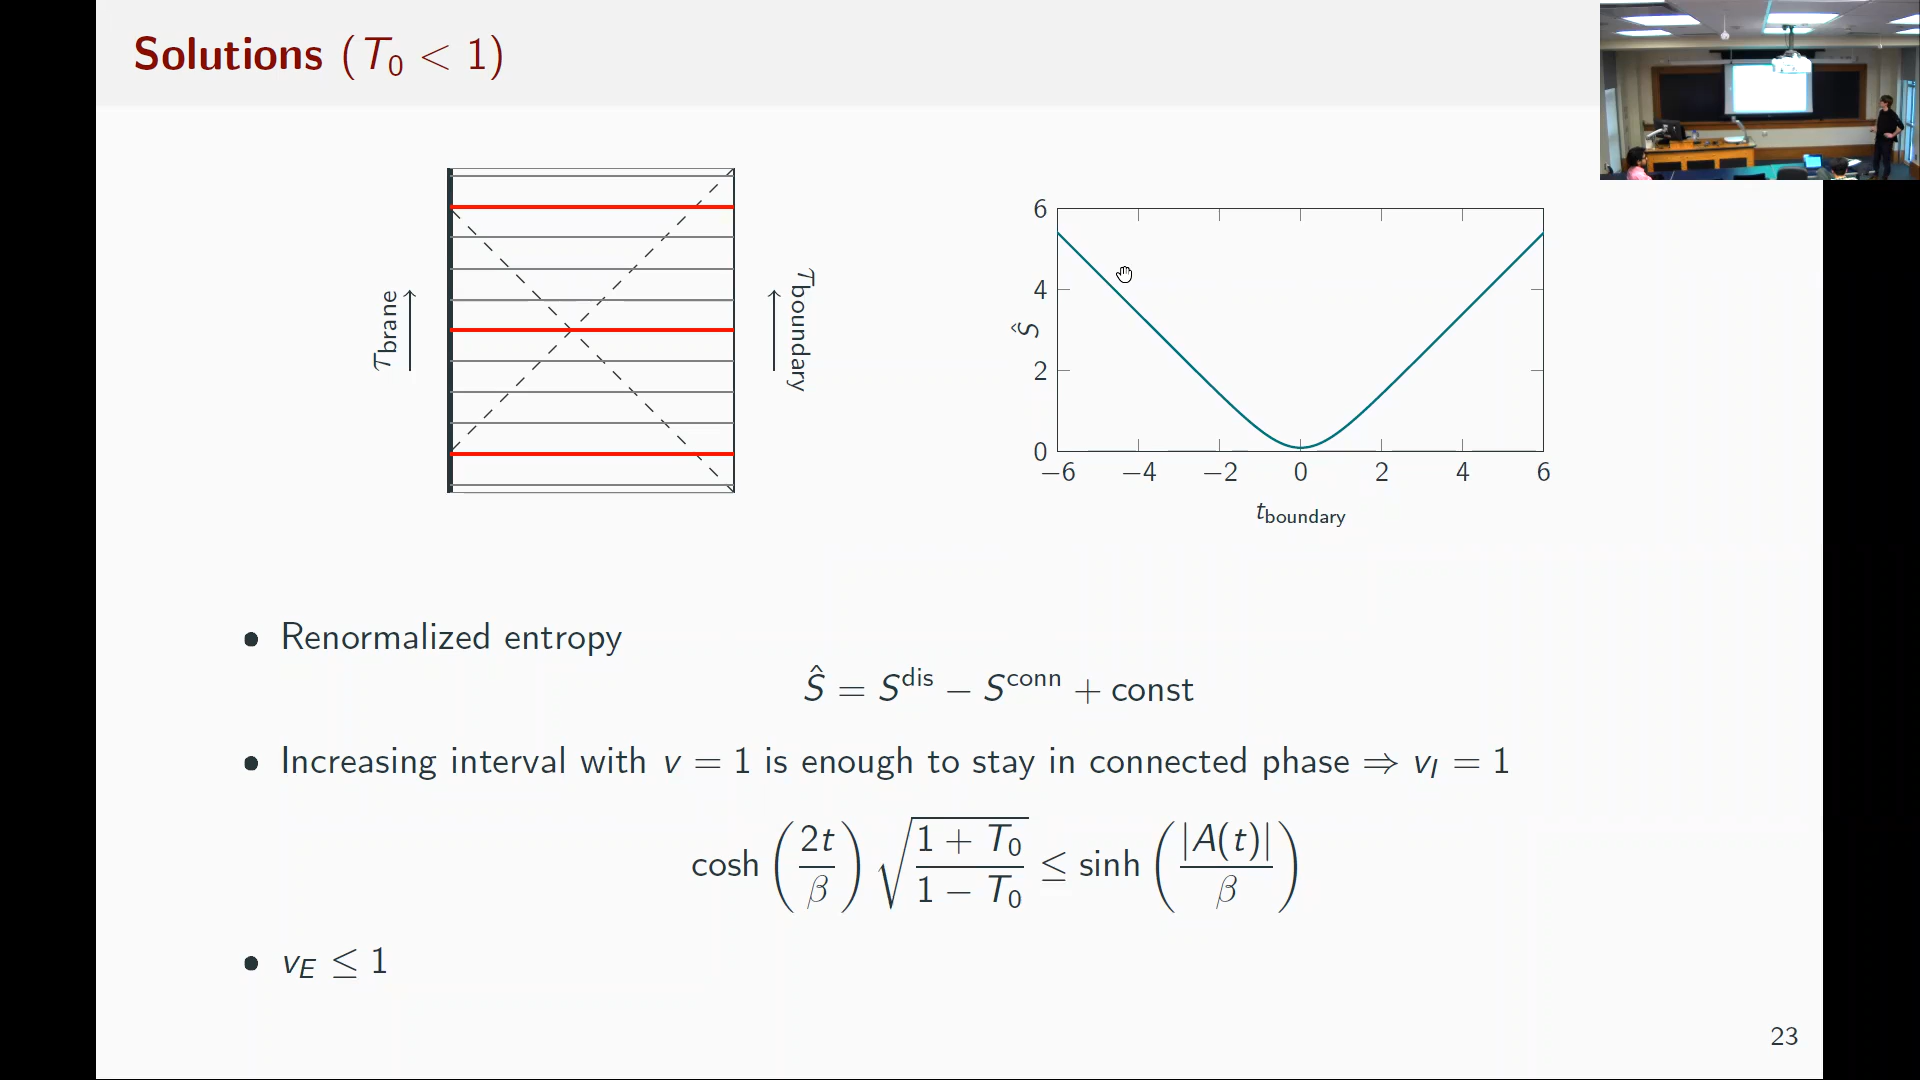 Solutions (T₀ < 1)
τ_brane
τ_boundary
6
4
2
0
Ŝ
−6 −4 −2 0 2 4 6
t_boundary
• Renormalized entropy
Ŝ = S^dis − S^conn + const
• Increasing interval with v = 1 is enough to stay in connected phase ⇒ v_I = 1
cosh (2t/β) √((1 + T₀)/(1 − T₀)) ≤ sinh (|A(t)|/β)
• v_E ≤ 1
23